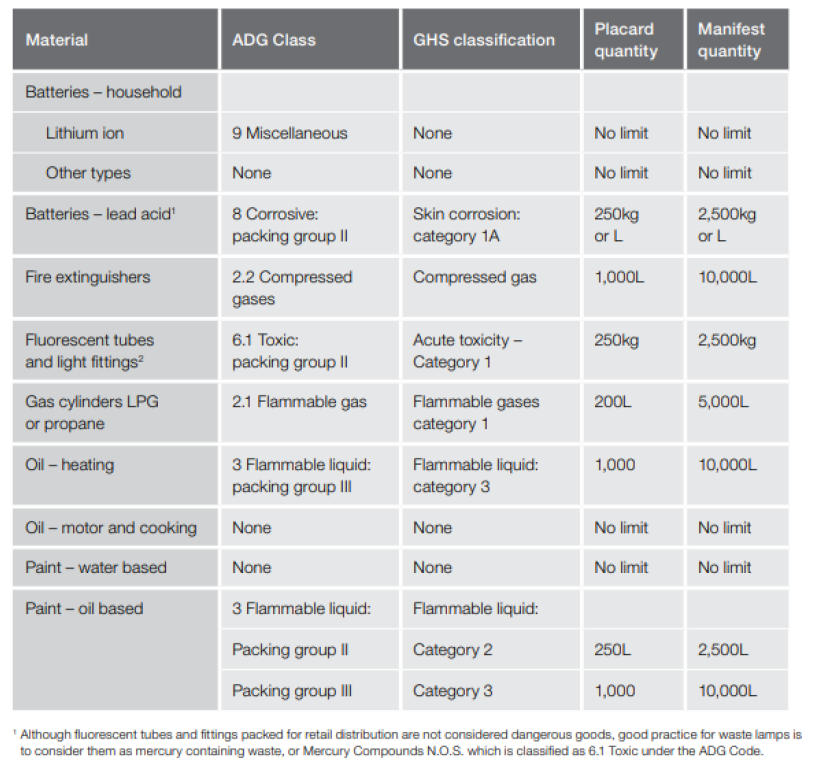 Material ADG Class GHS classification Placard quantity Manifest quantity
Batteries – household
Lithium ion 9 Miscellaneous None No limit No limit
Other types None None No limit No limit
Batteries – lead acid¹ 8 Corrosive: Skin corrosion: 250kg 2,500kg
packing group II category 1A or L or L
Fire extinguishers 2.2 Compressed Compressed gas 1,000L 10,000L
gases
Fluorescent tubes 6.1 Toxic: Acute toxicity – 250kg 2,500kg
and light fittings² packing group II Category 1
Gas cylinders LPG 2.1 Flammable gas Flammable gases 200L 5,000L
or propane category 1
Oil – heating 3 Flammable liquid: Flammable liquid: 1,000 10,000L
packing group III category 3
Oil – motor and cooking None None No limit No limit
Paint – water based None None No limit No limit
Paint – oil based 3 Flammable liquid: Flammable liquid:
Packing group II Category 2 250L 2,500L
Packing group III Category 3 1,000 10,000L
¹ Although fluorescent tubes and fittings packed for retail distribution are not considered dangerous goods, good practice for waste lamps is
to consider them as mercury containing waste, or Mercury Compounds N.O.S. which is classified as 6.1 Toxic under the ADG Code.